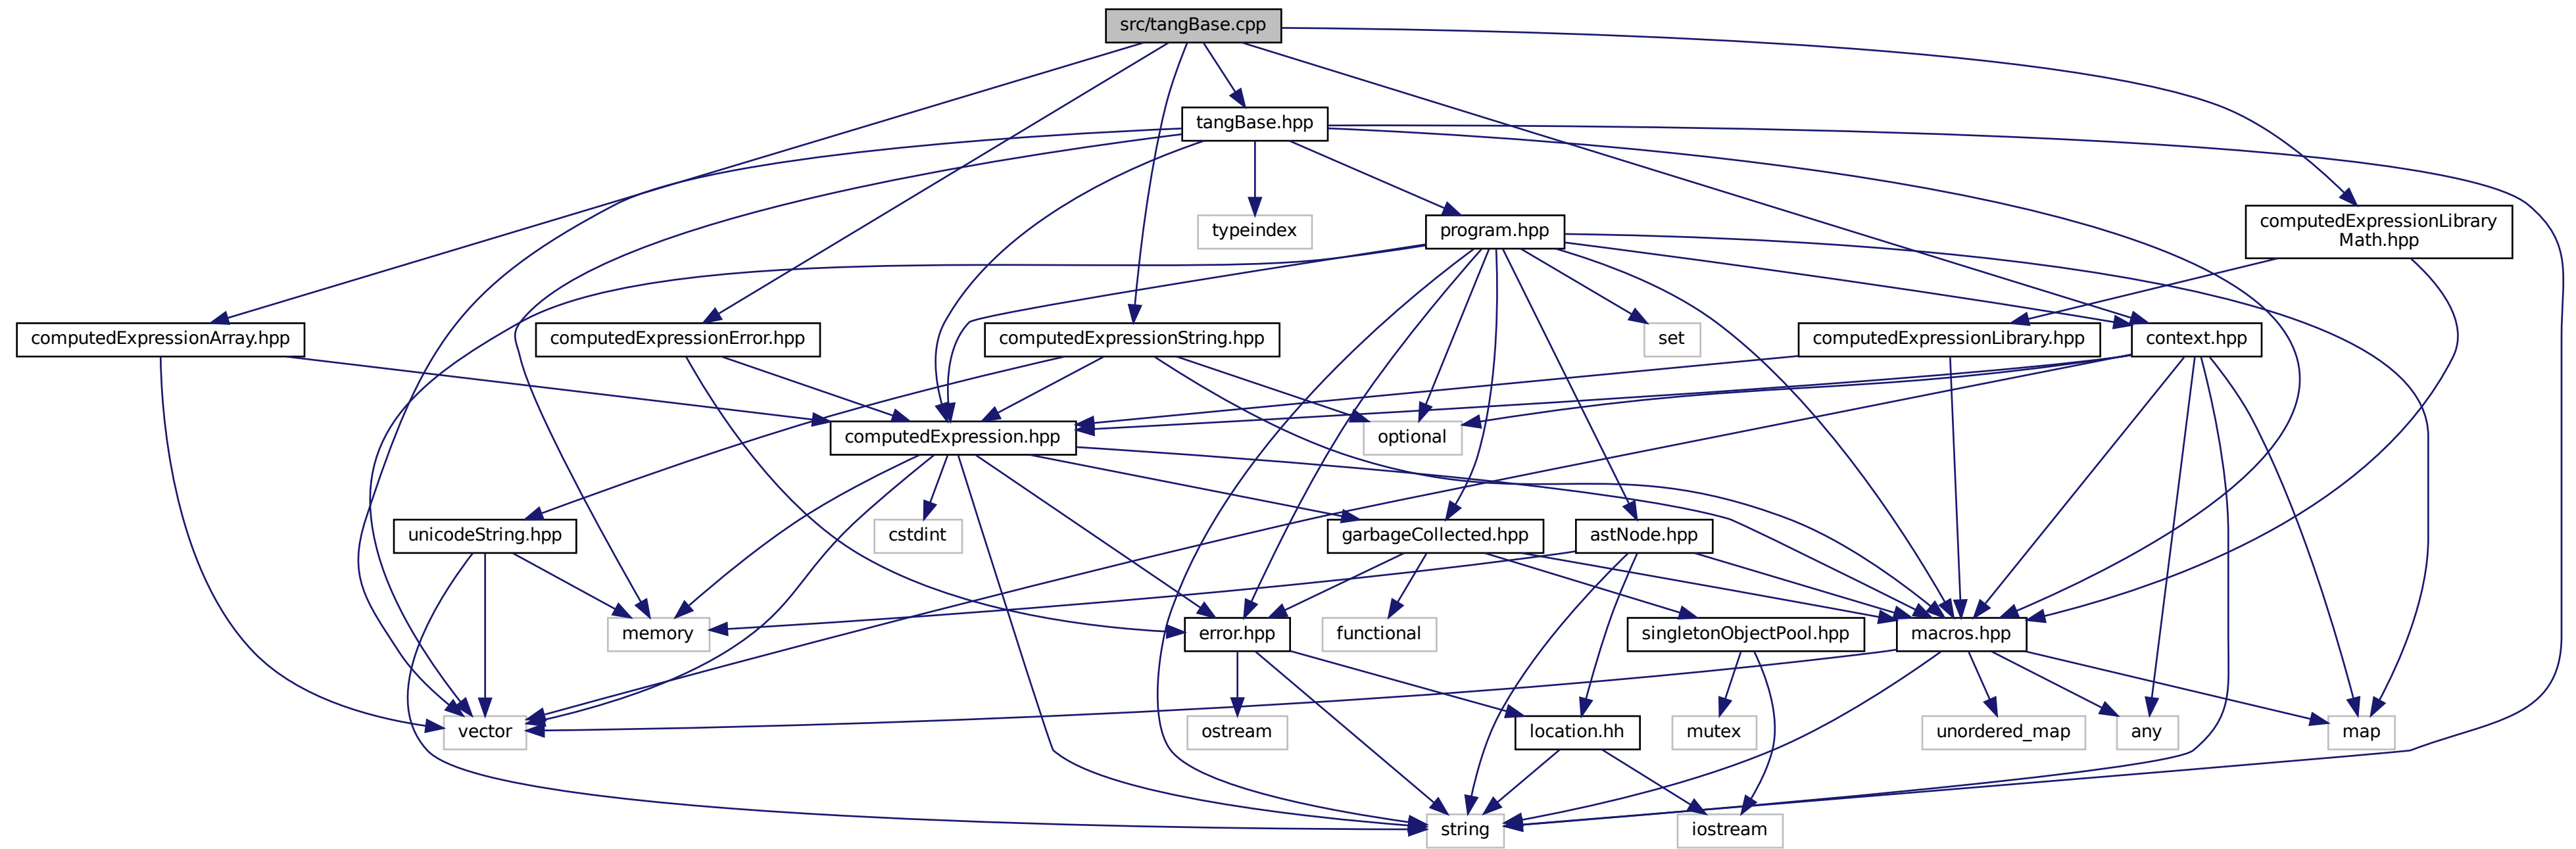 src/tangBase.cpp
tangBase.hpp
typeindex
program.hpp
computedExpressionLibrary
Math.hpp
computedExpressionArray.hpp
computedExpressionError.hpp
computedExpressionString.hpp
set
computedExpressionLibrary.hpp
context.hpp
computedExpression.hpp
optional
unicodeString.hpp
cstdint
garbageCollected.hpp
astNode.hpp
memory
error.hpp
functional
singletonObjectPool.hpp
macros.hpp
vector
ostream
location.hh
mutex
unordered_map
any
map
string
iostream